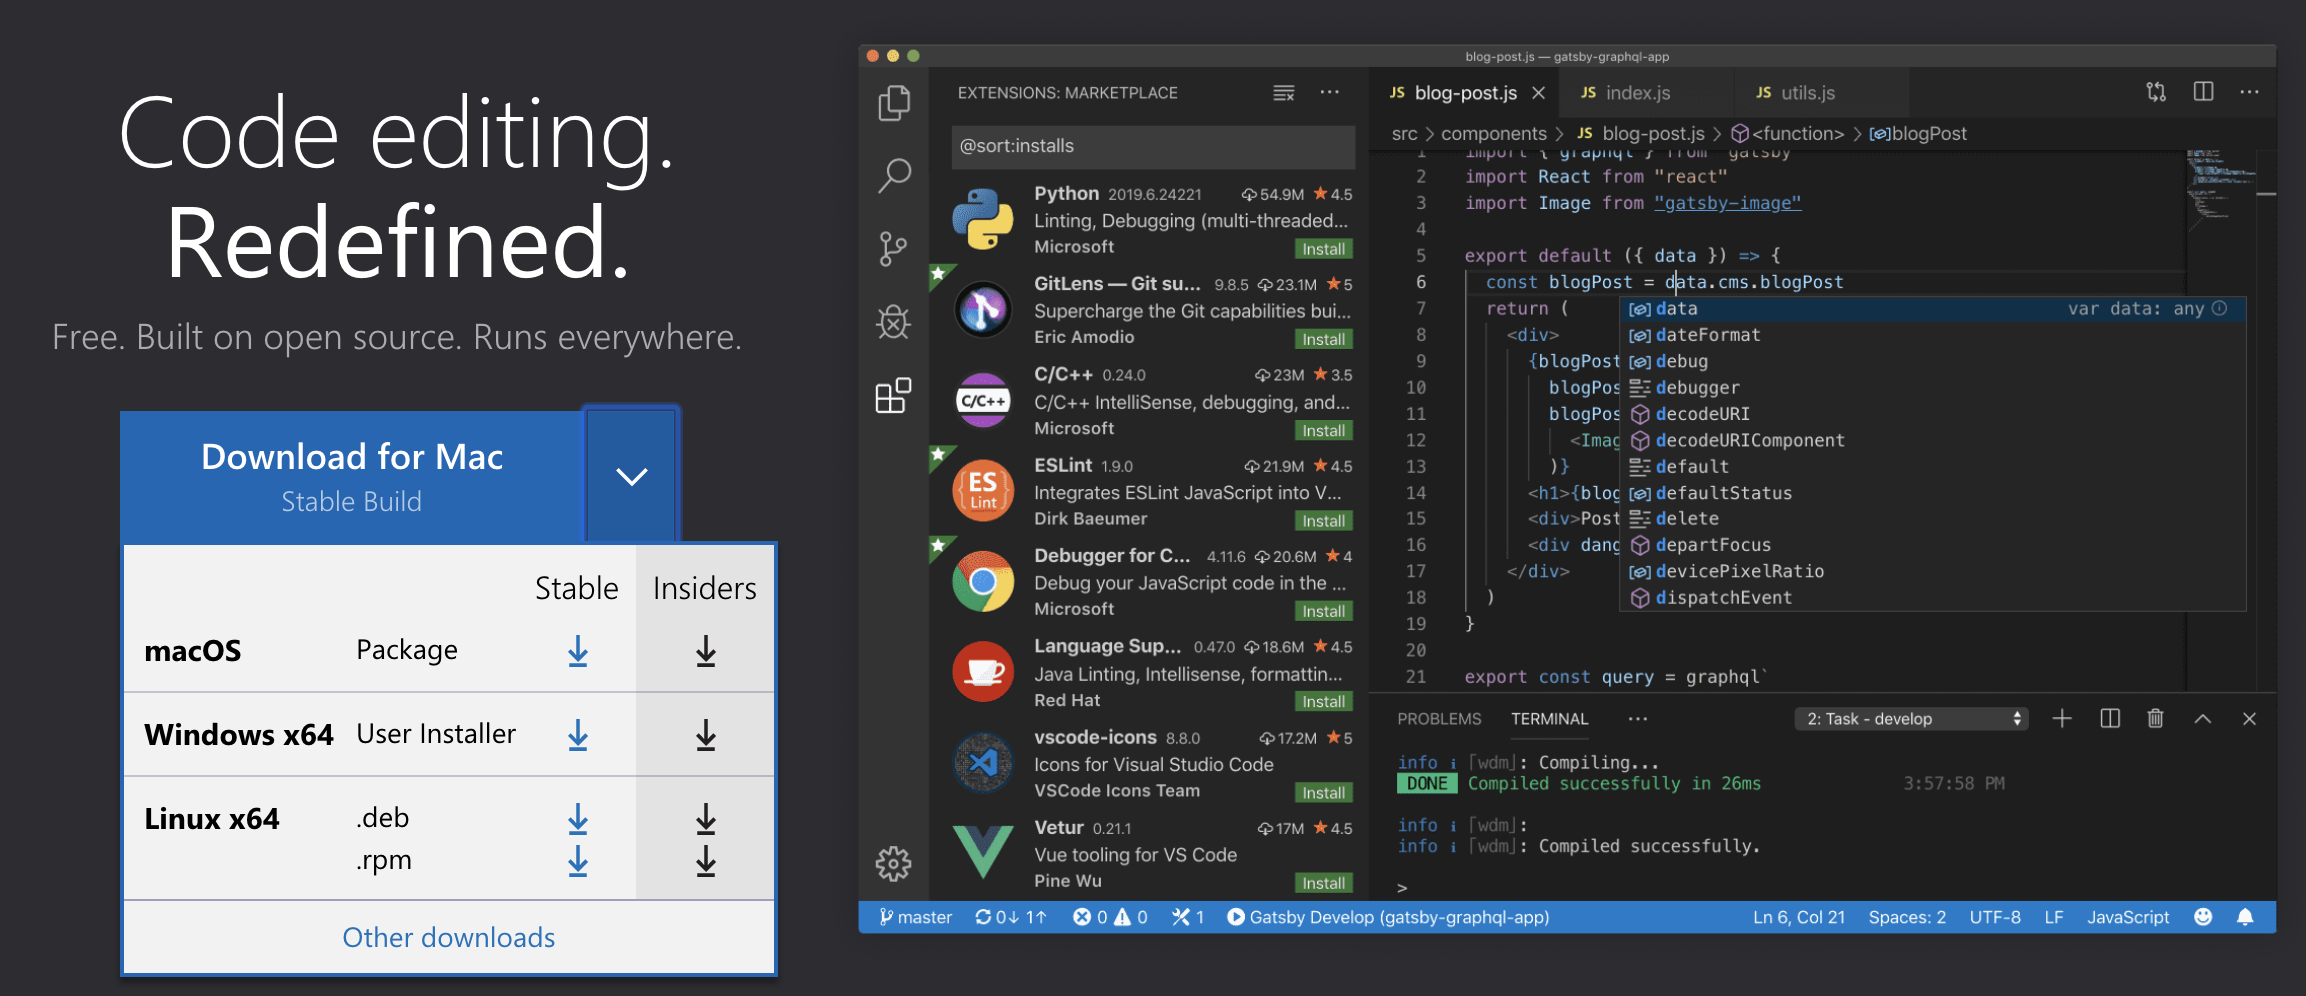 Code editing.
Redefined.
Free. Built on open source. Runs everywhere.
Download for Mac
Stable Build
Stable Insiders
macOS Package
Windows x64 User Installer
Linux x64 .deb
.rpm
Other downloads
blog-post.js — gatsby-graphql-app
EXTENSIONS: MARKETPLACE
@sort:installs
Python 2019.6.24221 54.9M 4.5
Linting, Debugging (multi-threaded...
Microsoft Install
GitLens — Git su... 9.8.5 23.1M 5
Supercharge the Git capabilities bui...
Eric Amodio Install
C/C++
C/C++ 0.24.0 23M 3.5
C/C++ IntelliSense, debugging, and...
Microsoft Install
ES
Lint
ESLint 1.9.0 21.9M 4.5
Integrates ESLint JavaScript into V...
Dirk Baeumer Install
Debugger for C... 4.11.6 20.6M 4
Debug your JavaScript code in the ...
Microsoft Install
Language Sup... 0.47.0 18.6M 4.5
Java Linting, Intellisense, formattin...
Red Hat Install
vscode-icons 8.8.0 17.2M 5
Icons for Visual Studio Code
VSCode Icons Team Install
Vetur 0.21.1 17M 4.5
Vue tooling for VS Code
Pine Wu Install
JS blog-post.js JS index.js JS utils.js
src > components > JS blog-post.js > <function> > blogPost
1 import { graphql } from "gatsby"
2 import React from "react"
3 import Image from "gatsby-image"
4
5 export default ({ data }) => {
6 const blogPost = data.cms.blogPost
7 return (
8 <div>
9 {blogPost
10 blogPos
11 blogPos
12 <Imag
13 )}
14 <h1>{blog
15 <div>Post
16 <div dang
17 </div>
18 )
19 }
20
21 export const query = graphql`
data var data: any
dateFormat
debug
debugger
decodeURI
decodeURIComponent
default
defaultStatus
delete
departFocus
devicePixelRatio
dispatchEvent
PROBLEMS TERMINAL ... 2: Task - develop
info i ｢wdm｣: Compiling...
DONE Compiled successfully in 26ms 3:57:58 PM
info i ｢wdm｣:
info i ｢wdm｣: Compiled successfully.
>
master 0↓ 1↑ 0 0 1 Gatsby Develop (gatsby-graphql-app) Ln 6, Col 21 Spaces: 2 UTF-8 LF JavaScript